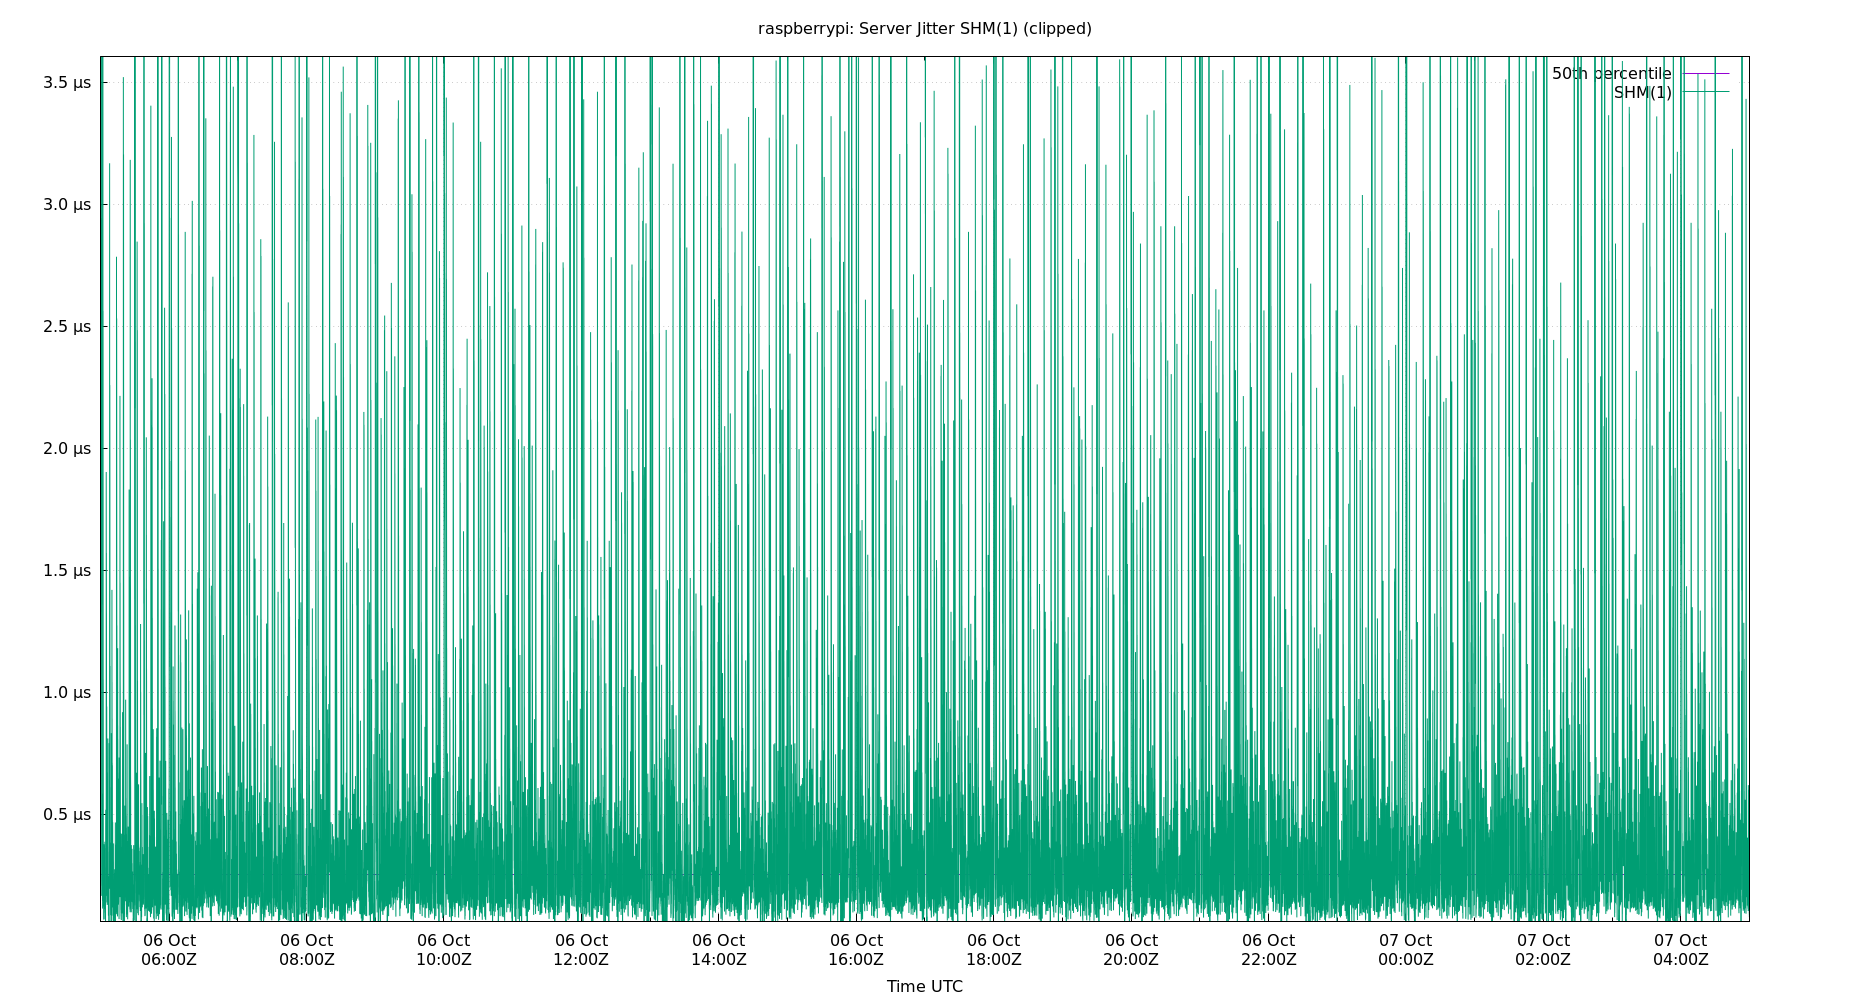 raspberrypi: Server Jitter SHM(1) (clipped)
50th percentile
SHM(1)
3.5 µs
3.0 µs
2.5 µs
2.0 µs
1.5 µs
1.0 µs
0.5 µs
06 Oct 06 Oct 06 Oct 06 Oct 06 Oct 06 Oct 06 Oct 06 Oct 06 Oct 07 Oct 07 Oct 07 Oct
06:00Z 08:00Z 10:00Z 12:00Z 14:00Z 16:00Z 18:00Z 20:00Z 22:00Z 00:00Z 02:00Z 04:00Z
Time UTC